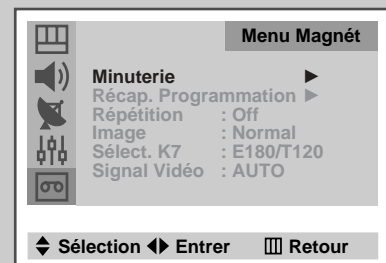 Menu Magnét
Minuterie
Récap. Programmation
Répétition : Off
Image : Normal
Sélect. K7 : E180/T120
Signal Vidéo : AUTO
Sélection Entrer Retour